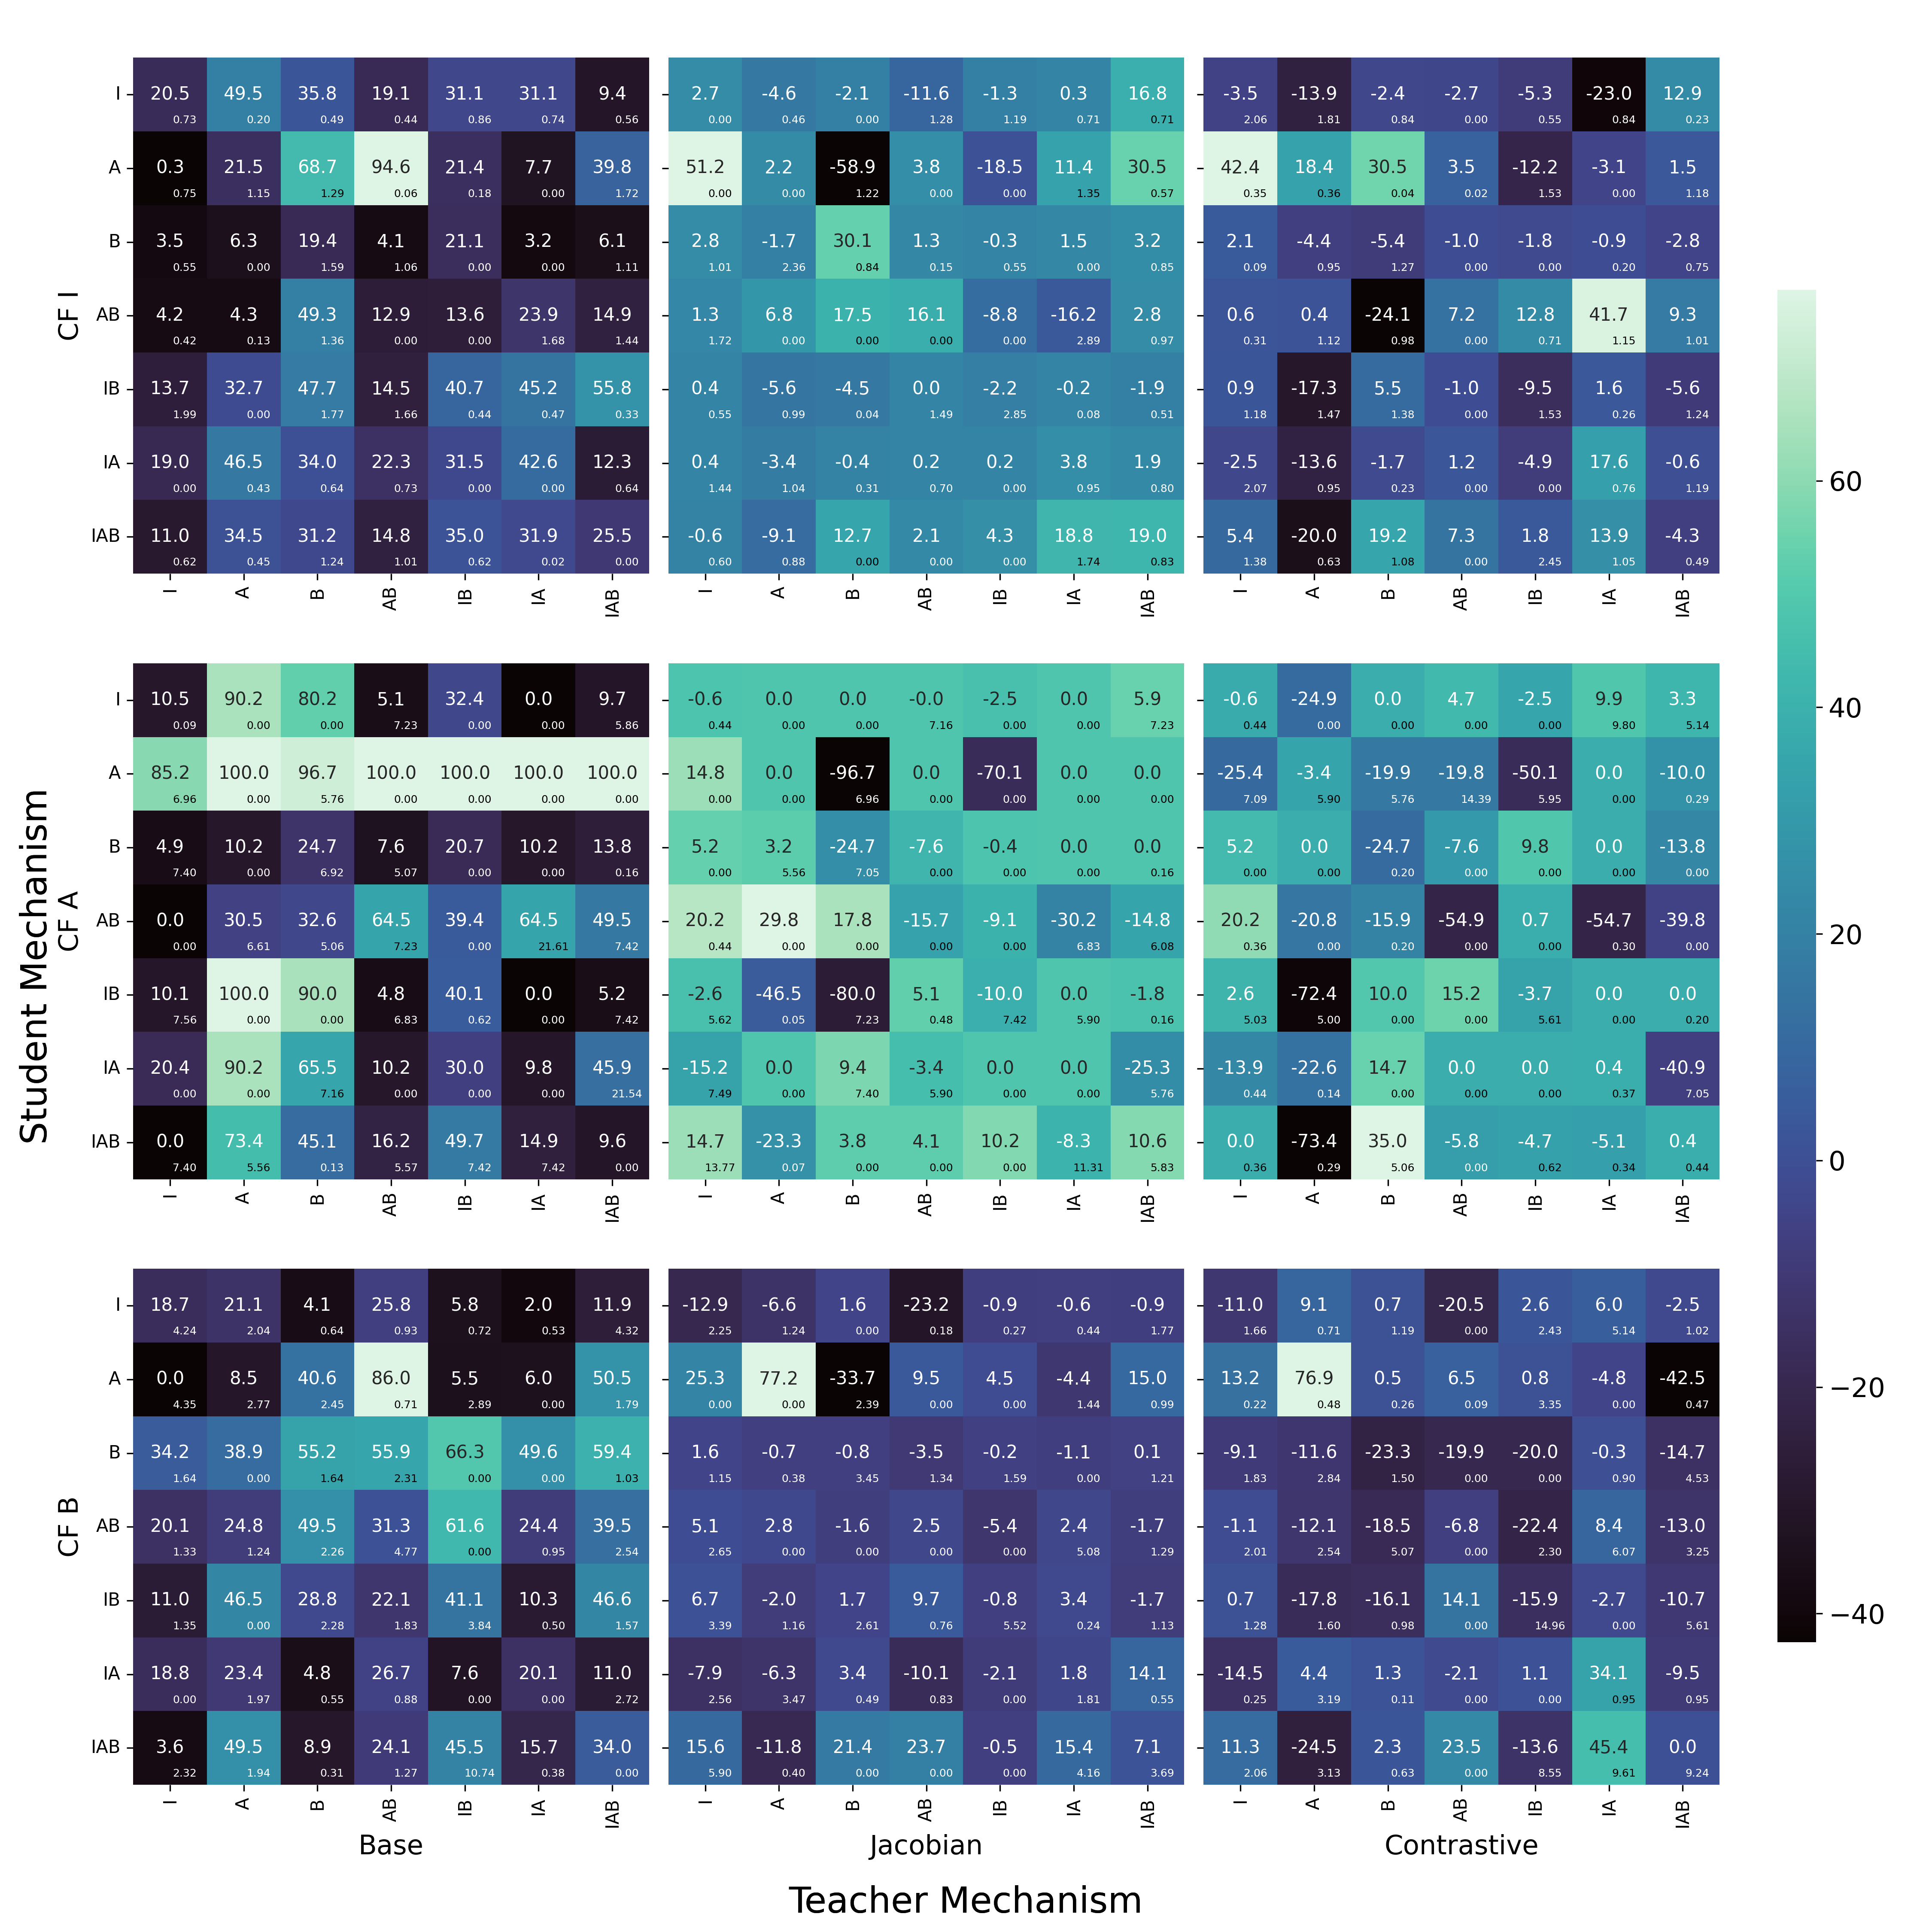 I 20.5 49.5 35.8 19.1 31.1 31.1 9.4 2.7 -4.6 -2.1 -11.6 -1.3 0.3 16.8 -3.5 -13.9 -2.4 -2.7 -5.3 -23.0 12.9
0.73 0.20 0.49 0.44 0.86 0.74 0.56 0.00 0.46 0.00 1.28 1.19 0.71 0.71 2.06 1.81 0.84 0.00 0.55 0.84 0.23
A 0.3 21.5 68.7 94.6 21.4 7.7 39.8 51.2 2.2 -58.9 3.8 -18.5 11.4 30.5 42.4 18.4 30.5 3.5 -12.2 -3.1 1.5
0.75 1.15 1.29 0.06 0.18 0.00 1.72 0.00 0.00 1.22 0.00 0.00 1.35 0.57 0.35 0.36 0.04 0.02 1.53 0.00 1.18
B 3.5 6.3 19.4 4.1 21.1 3.2 6.1 2.8 -1.7 30.1 1.3 -0.3 1.5 3.2 2.1 -4.4 -5.4 -1.0 -1.8 -0.9 -2.8
0.55 0.00 1.59 1.06 0.00 0.00 1.11 1.01 2.36 0.84 0.15 0.55 0.00 0.85 0.09 0.95 1.27 0.00 0.00 0.20 0.75
CF I
AB 4.2 4.3 49.3 12.9 13.6 23.9 14.9 1.3 6.8 17.5 16.1 -8.8 -16.2 2.8 0.6 0.4 -24.1 7.2 12.8 41.7 9.3
0.42 0.13 1.36 0.00 0.00 1.68 1.44 1.72 0.00 0.00 0.00 0.00 2.89 0.97 0.31 1.12 0.98 0.00 0.71 1.15 1.01
IB 13.7 32.7 47.7 14.5 40.7 45.2 55.8 0.4 -5.6 -4.5 0.0 -2.2 -0.2 -1.9 0.9 -17.3 5.5 -1.0 -9.5 1.6 -5.6
1.99 0.00 1.77 1.66 0.44 0.47 0.33 0.55 0.99 0.04 1.49 2.85 0.08 0.51 1.18 1.47 1.38 0.00 1.53 0.26 1.24
IA 19.0 46.5 34.0 22.3 31.5 42.6 12.3 0.4 -3.4 -0.4 0.2 0.2 3.8 1.9 -2.5 -13.6 -1.7 1.2 -4.9 17.6 -0.6
0.00 0.43 0.64 0.73 0.00 0.00 0.64 1.44 1.04 0.31 0.70 0.00 0.95 0.80 2.07 0.95 0.23 0.00 0.00 0.76 1.19
IAB 11.0 34.5 31.2 14.8 35.0 31.9 25.5 -0.6 -9.1 12.7 2.1 4.3 18.8 19.0 5.4 -20.0 19.2 7.3 1.8 13.9 -4.3
0.62 0.45 1.24 1.01 0.62 0.02 0.00 0.60 0.88 0.00 0.00 0.00 1.74 0.83 1.38 0.63 1.08 0.00 2.45 1.05 0.49
I A B AB IB IA IAB I A B AB IB IA IAB I A B AB IB IA IAB
I 10.5 90.2 80.2 5.1 32.4 0.0 9.7 -0.6 0.0 0.0 -0.0 -2.5 0.0 5.9 -0.6 -24.9 0.0 4.7 -2.5 9.9 3.3
0.09 0.00 0.00 7.23 0.00 0.00 5.86 0.44 0.00 0.00 7.16 0.00 0.00 7.23 0.44 0.00 0.00 0.00 0.00 9.80 5.14
A 85.2 100.0 96.7 100.0 100.0 100.0 100.0 14.8 0.0 -96.7 0.0 -70.1 0.0 0.0 -25.4 -3.4 -19.9 -19.8 -50.1 0.0 -10.0
6.96 0.00 5.76 0.00 0.00 0.00 0.00 0.00 0.00 6.96 0.00 0.00 0.00 0.00 7.09 5.90 5.76 14.39 5.95 0.00 0.29
B 4.9 10.2 24.7 7.6 20.7 10.2 13.8 5.2 3.2 -24.7 -7.6 -0.4 0.0 0.0 5.2 0.0 -24.7 -7.6 9.8 0.0 -13.8
7.40 0.00 6.92 5.07 0.00 0.00 0.16 0.00 5.56 7.05 0.00 0.00 0.00 0.16 0.00 0.00 0.20 0.00 0.00 0.00 0.00
Student Mechanism
CF A
AB 0.0 30.5 32.6 64.5 39.4 64.5 49.5 20.2 29.8 17.8 -15.7 -9.1 -30.2 -14.8 20.2 -20.8 -15.9 -54.9 0.7 -54.7 -39.8
0.00 6.61 5.06 7.23 0.00 21.61 7.42 0.44 0.00 0.00 0.00 0.00 6.83 6.08 0.36 0.00 0.20 0.00 0.00 0.30 0.00
IB 10.1 100.0 90.0 4.8 40.1 0.0 5.2 -2.6 -46.5 -80.0 5.1 -10.0 0.0 -1.8 2.6 -72.4 10.0 15.2 -3.7 0.0 0.0
7.56 0.00 0.00 6.83 0.62 0.00 7.42 5.62 0.05 7.23 0.48 7.42 5.90 0.16 5.03 5.00 0.00 0.00 5.61 0.00 0.20
IA 20.4 90.2 65.5 10.2 30.0 9.8 45.9 -15.2 0.0 9.4 -3.4 0.0 0.0 -25.3 -13.9 -22.6 14.7 0.0 0.0 0.4 -40.9
0.00 0.00 7.16 0.00 0.00 0.00 21.54 7.49 0.00 7.40 5.90 0.00 0.00 5.76 0.44 0.14 0.00 0.00 0.00 0.37 7.05
IAB 0.0 73.4 45.1 16.2 49.7 14.9 9.6 14.7 -23.3 3.8 4.1 10.2 -8.3 10.6 0.0 -73.4 35.0 -5.8 -4.7 -5.1 0.4
7.40 5.56 0.13 5.57 7.42 7.42 0.00 13.77 0.07 0.00 0.00 0.00 11.31 5.83 0.36 0.29 5.06 0.00 0.62 0.34 0.44
I A B AB IB IA IAB I A B AB IB IA IAB I A B AB IB IA IAB
I 18.7 21.1 4.1 25.8 5.8 2.0 11.9 -12.9 -6.6 1.6 -23.2 -0.9 -0.6 -0.9 -11.0 9.1 0.7 -20.5 2.6 6.0 -2.5
4.24 2.04 0.64 0.93 0.72 0.53 4.32 2.25 1.24 0.00 0.18 0.27 0.44 1.77 1.66 0.71 1.19 0.00 2.43 5.14 1.02
A 0.0 8.5 40.6 86.0 5.5 6.0 50.5 25.3 77.2 -33.7 9.5 4.5 -4.4 15.0 13.2 76.9 0.5 6.5 0.8 -4.8 -42.5
4.35 2.77 2.45 0.71 2.89 0.00 1.79 0.00 0.00 2.39 0.00 0.00 1.44 0.99 0.22 0.48 0.26 0.09 3.35 0.00 0.47
B 34.2 38.9 55.2 55.9 66.3 49.6 59.4 1.6 -0.7 -0.8 -3.5 -0.2 -1.1 0.1 -9.1 -11.6 -23.3 -19.9 -20.0 -0.3 -14.7
1.64 0.00 1.64 2.31 0.00 0.00 1.03 1.15 0.38 3.45 1.34 1.59 0.00 1.21 1.83 2.84 1.50 0.00 0.00 0.90 4.53
CF B
AB 20.1 24.8 49.5 31.3 61.6 24.4 39.5 5.1 2.8 -1.6 2.5 -5.4 2.4 -1.7 -1.1 -12.1 -18.5 -6.8 -22.4 8.4 -13.0
1.33 1.24 2.26 4.77 0.00 0.95 2.54 2.65 0.00 0.00 0.00 0.00 5.08 1.29 2.01 2.54 5.07 0.00 2.30 6.07 3.25
IB 11.0 46.5 28.8 22.1 41.1 10.3 46.6 6.7 -2.0 1.7 9.7 -0.8 3.4 -1.7 0.7 -17.8 -16.1 14.1 -15.9 -2.7 -10.7
1.35 0.00 2.28 1.83 3.84 0.50 1.57 3.39 1.16 2.61 0.76 5.52 0.24 1.13 1.28 1.60 0.98 0.00 14.96 0.00 5.61
IA 18.8 23.4 4.8 26.7 7.6 20.1 11.0 -7.9 -6.3 3.4 -10.1 -2.1 1.8 14.1 -14.5 4.4 1.3 -2.1 1.1 34.1 -9.5
0.00 1.97 0.55 0.88 0.00 0.00 2.72 2.56 3.47 0.49 0.83 0.00 1.81 0.55 0.25 3.19 0.11 0.00 0.00 0.95 0.95
IAB 3.6 49.5 8.9 24.1 45.5 15.7 34.0 15.6 -11.8 21.4 23.7 -0.5 15.4 7.1 11.3 -24.5 2.3 23.5 -13.6 45.4 0.0
2.32 1.94 0.31 1.27 10.74 0.38 0.00 5.90 0.40 0.00 0.00 0.00 4.16 3.69 2.06 3.13 0.63 0.00 8.55 9.61 9.24
I A B AB IB IA IAB I A B AB IB IA IAB I A B AB IB IA IAB
Base Jacobian Contrastive
Teacher Mechanism
60
40
20
0
−20
−40